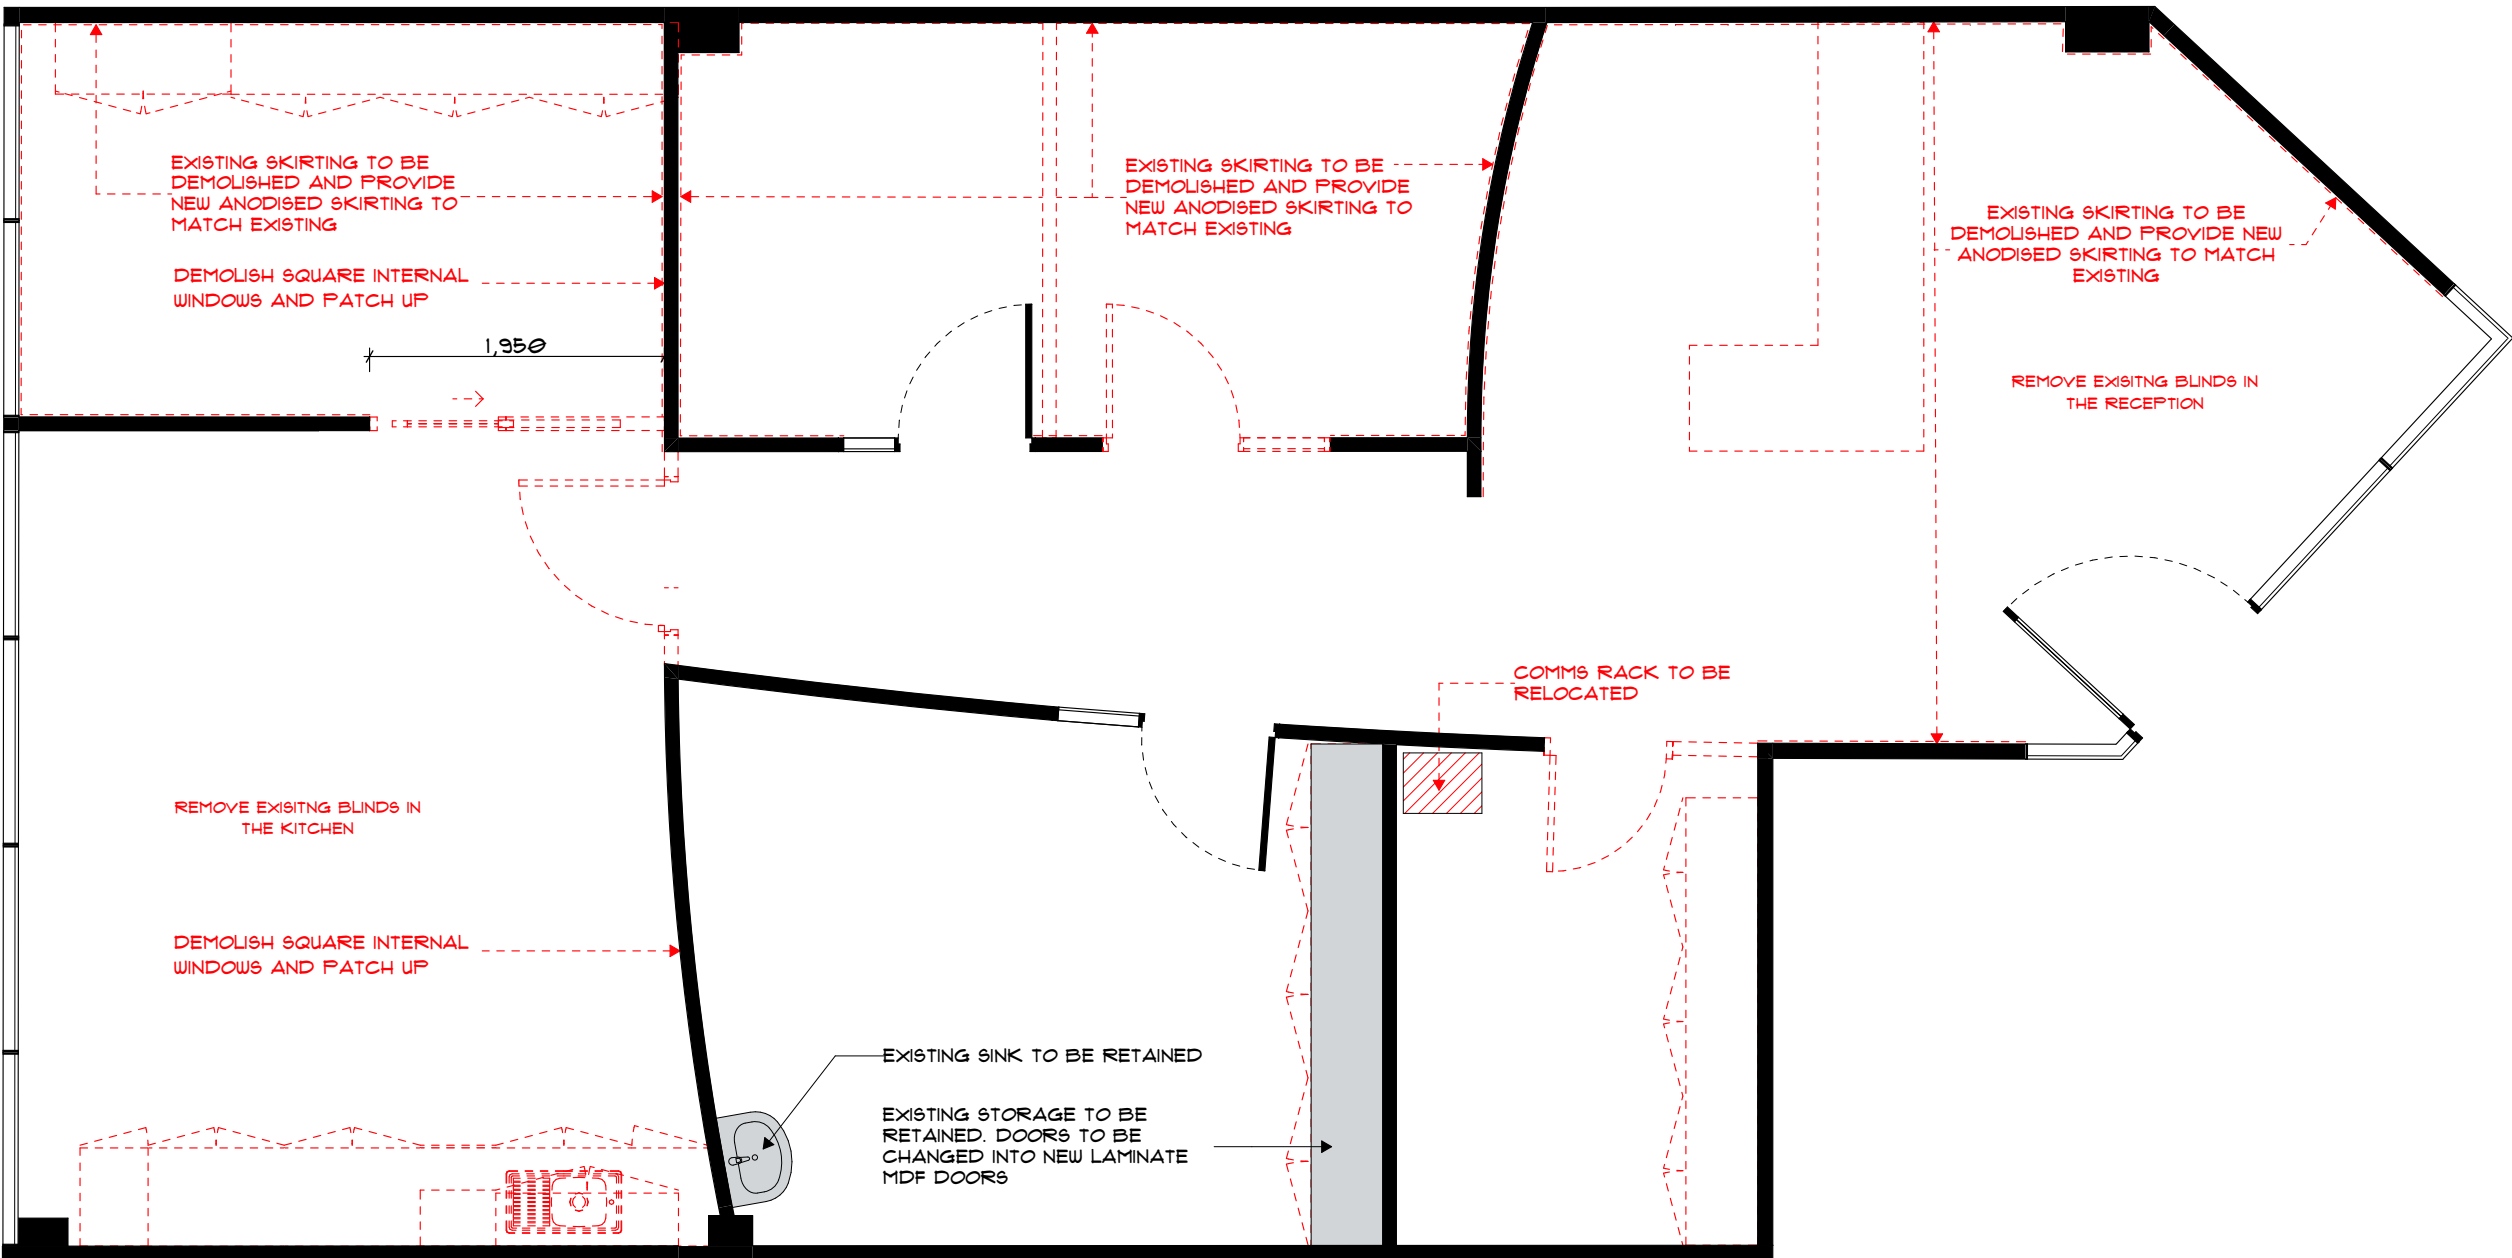 EXISTING SKIRTING TO BE
DEMOLISHED AND PROVIDE
NEW ANODISED SKIRTING TO
MATCH EXISTING
DEMOLISH SQUARE INTERNAL
WINDOWS AND PATCH UP
1,950
EXISTING SKIRTING TO BE
DEMOLISHED AND PROVIDE
NEW ANODISED SKIRTING TO
MATCH EXISTING
EXISTING SKIRTING TO BE
DEMOLISHED AND PROVIDE NEW
ANODISED SKIRTING TO MATCH
EXISTING
REMOVE EXISITNG BLINDS IN
THE RECEPTION
COMMS RACK TO BE
RELOCATED
REMOVE EXISITNG BLINDS IN
THE KITCHEN
DEMOLISH SQUARE INTERNAL
WINDOWS AND PATCH UP
EXISTING SINK TO BE RETAINED
EXISTING STORAGE TO BE
RETAINED. DOORS TO BE
CHANGED INTO NEW LAMINATE
MDF DOORS